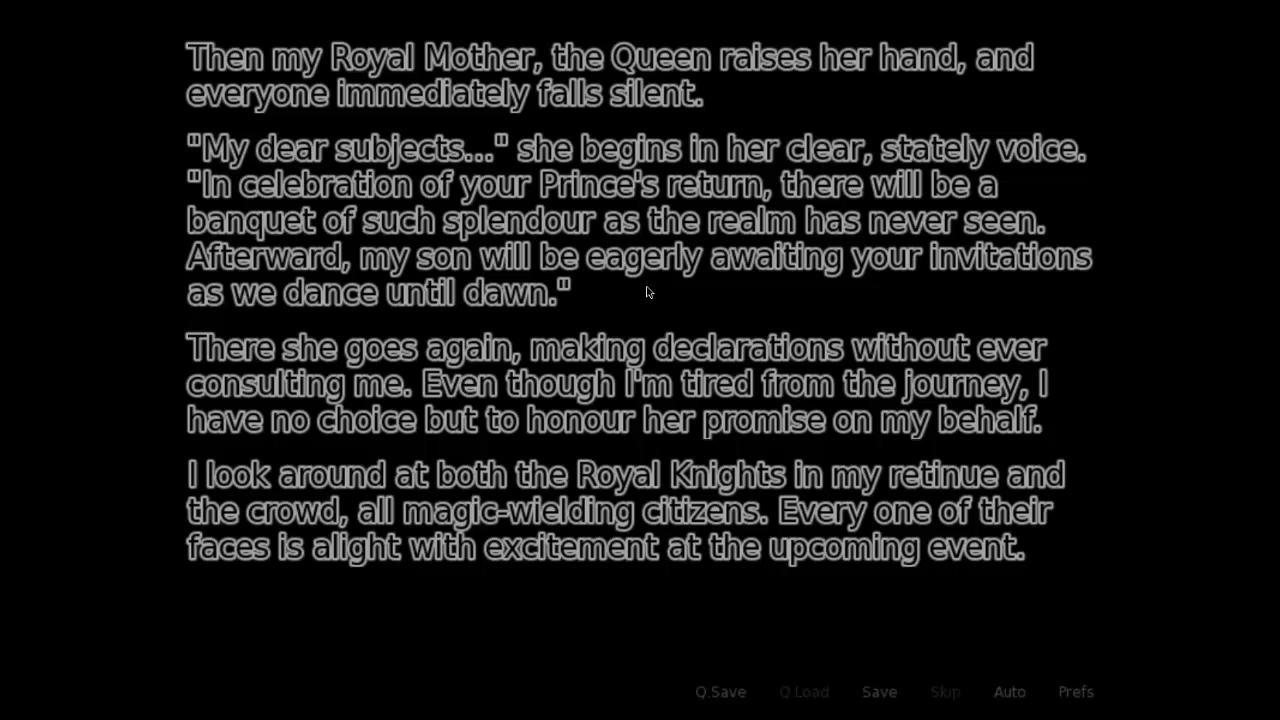 Then my Royal Mother, the Queen raises her hand, and
everyone immediately falls silent.
"My dear subjects..." she begins in her clear, stately voice.
"In celebration of your Prince's return, there will be a
banquet of such splendour as the realm has never seen.
Afterward, my son will be eagerly awaiting your invitations
as we dance until dawn."
There she goes again, making declarations without ever
consulting me. Even though I'm tired from the journey, I
have no choice but to honour her promise on my behalf.
I look around at both the Royal Knights in my retinue and
the crowd, all magic-wielding citizens. Every one of their
faces is alight with excitement at the upcoming event.
Q.Save Q.Load Save Skip Auto Prefs